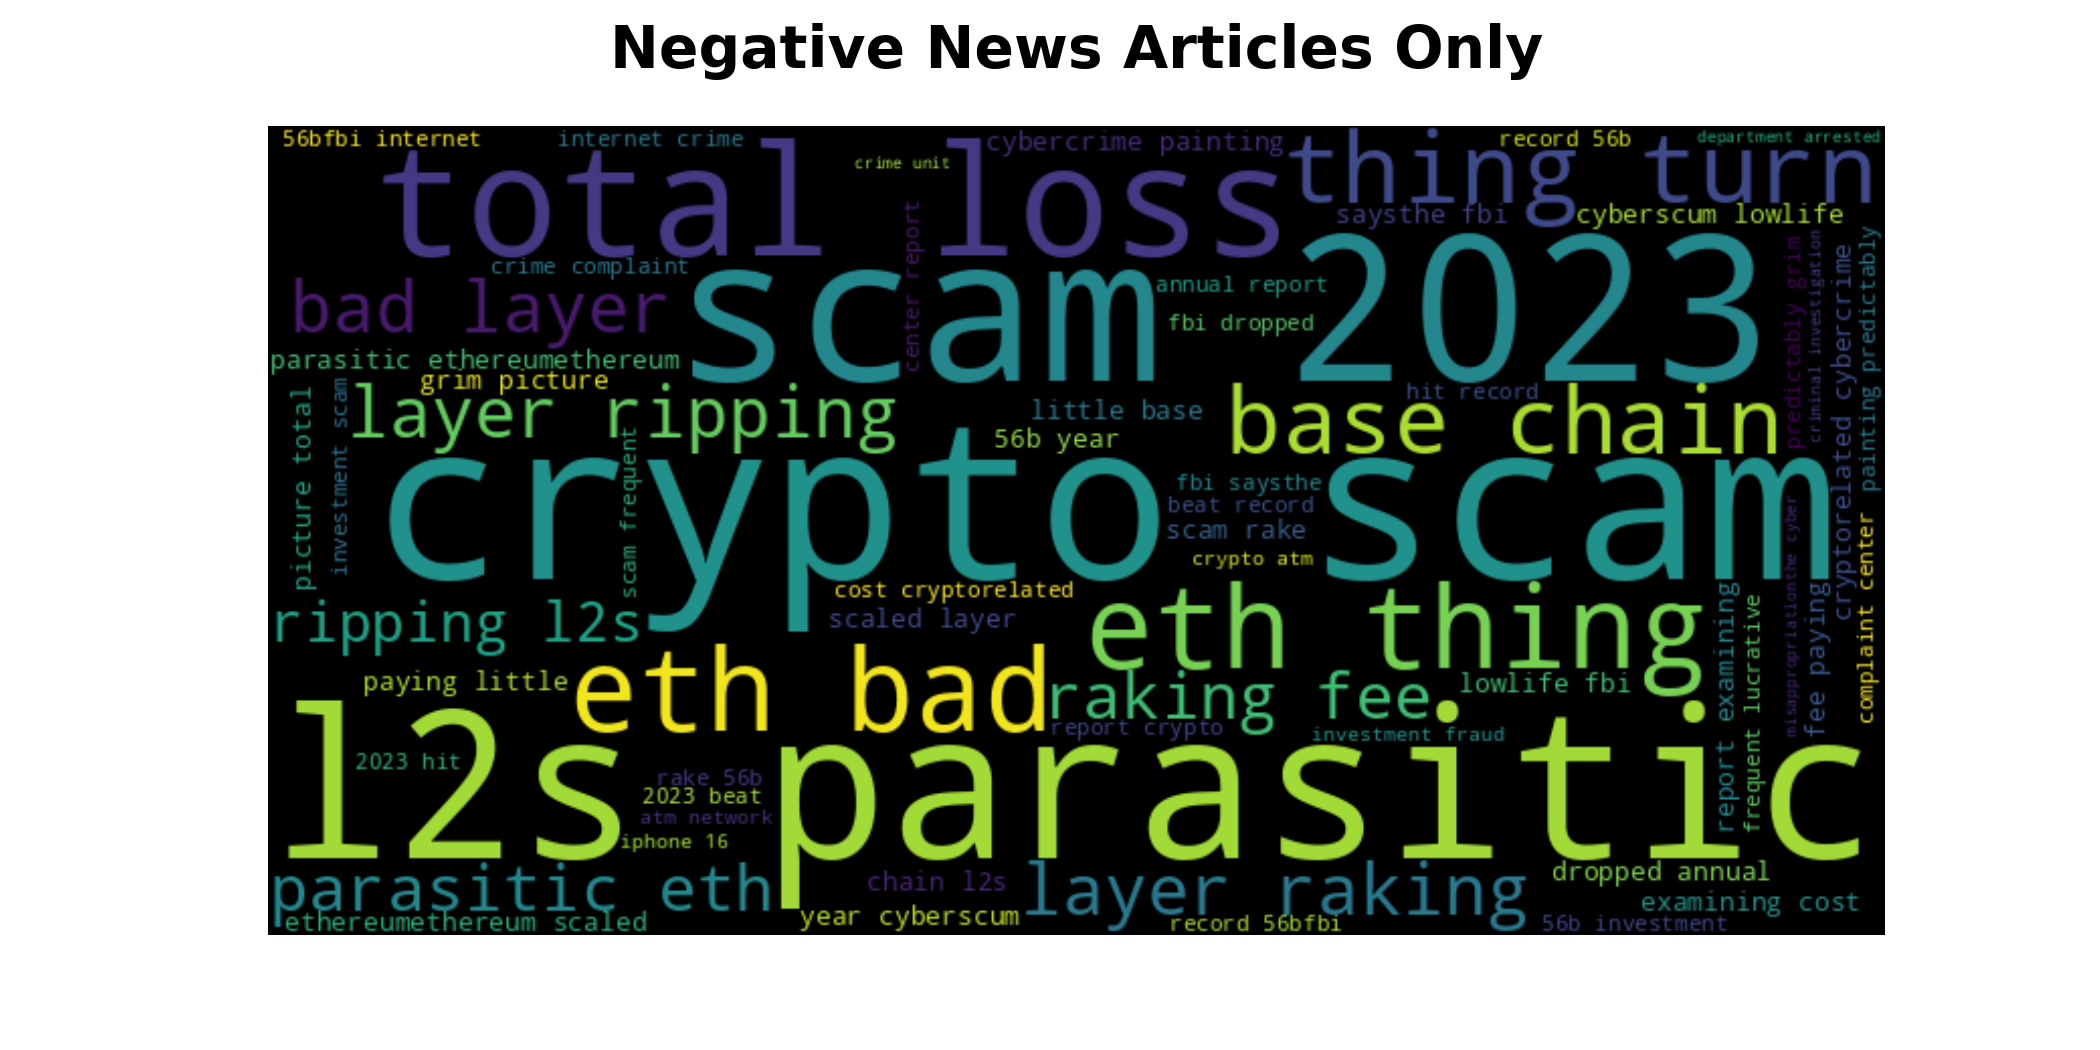 Negative News Articles Only
56bfbi internet
internet crime
cybercrime painting
record 56b
department arrested
crime unit
total loss
thing turn
saysthe fbi
cyberscum lowlife
crime complaint
center report
bad layer
scam 2023
annual report
fbi dropped
predictably grim
criminal investigation
cryptorelated cybercrime
painting predictably
parasitic ethereumethereum
grim picture
layer ripping
little base
hit record
base chain
56b year
picture total
investment scam
scam frequent
crypto scam
fbi saysthe
beat record
scam rake
crypto atm
misappropriationthe cyber
complaint center
cost cryptorelated
scaled layer
ripping l2s
eth thing
report examining
frequent lucrative
fee paying
paying little
eth bad
raking fee
lowlife fbi
report crypto
investment fraud
l2s parasitic
2023 hit
rake 56b
2023 beat
atm network
iphone 16
parasitic eth
chain l2s
layer raking
dropped annual
examining cost
ethereumethereum scaled
year cyberscum
record 56bfbi
56b investment